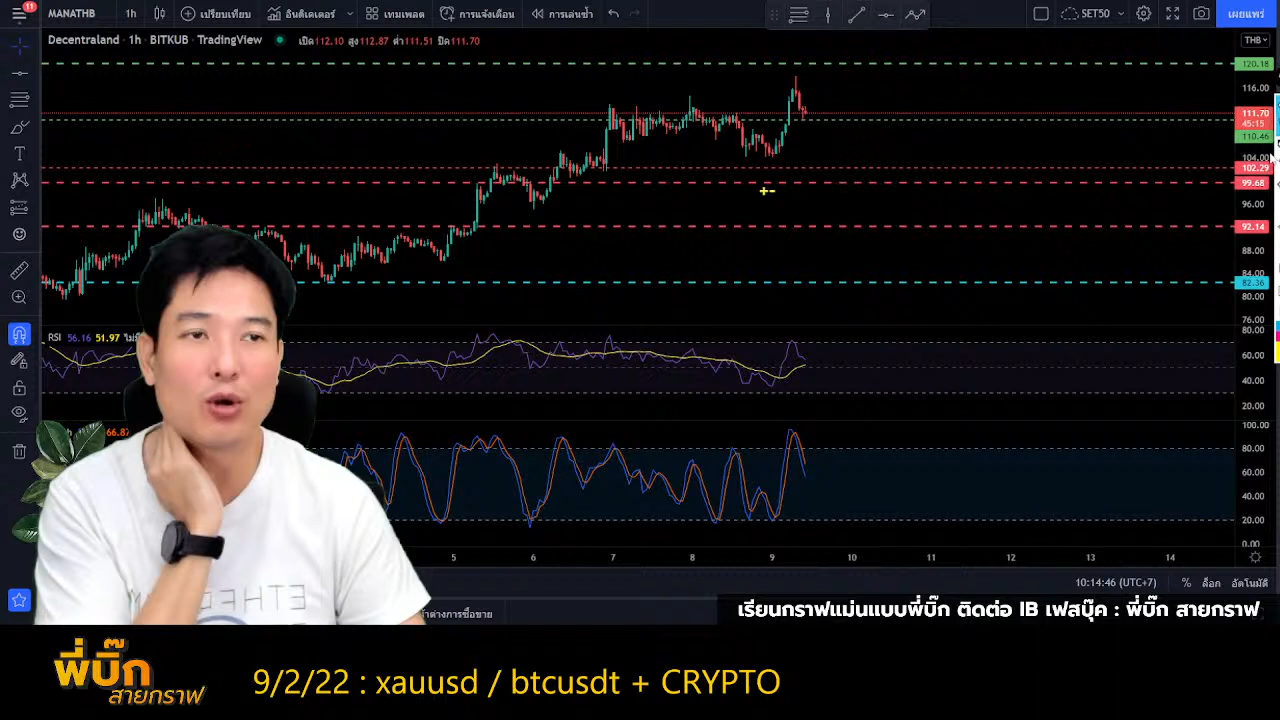 11
MANATHB 1h เปรียบเทียบ อินดิเคเตอร์ เทมเพลต การแจ้งเตือน การเล่นซ้ำ SET50 เผยแพร่
Decentraland · 1h · BITKUB · TradingView เปิด112.10 สูง112.87 ต่ำ111.51 ปิด111.70
THB
120.18
116.00
111.70
45:15
110.46
104.00
102.29
99.68
96.00
92.14
88.00
84.00
82.36
80.00
76.00
RSI 56.16 51.97
80.00
60.00
40.00
20.00
66.87
100.00
80.00
60.00
40.00
20.00
0.00
5 6 7 8 9 10 11 12 13 14
10:14:46 (UTC+7) % ล็อก อัตโนมัติ
เรียนกราฟแม่นแบบพี่บิ๊ก ติดต่อ IB เฟสบุ๊ค : พี่บิ๊ก สายกราฟ
พี่บิ๊ก
สายกราฟ
9/2/22 : xauusd / btcusdt + CRYPTO